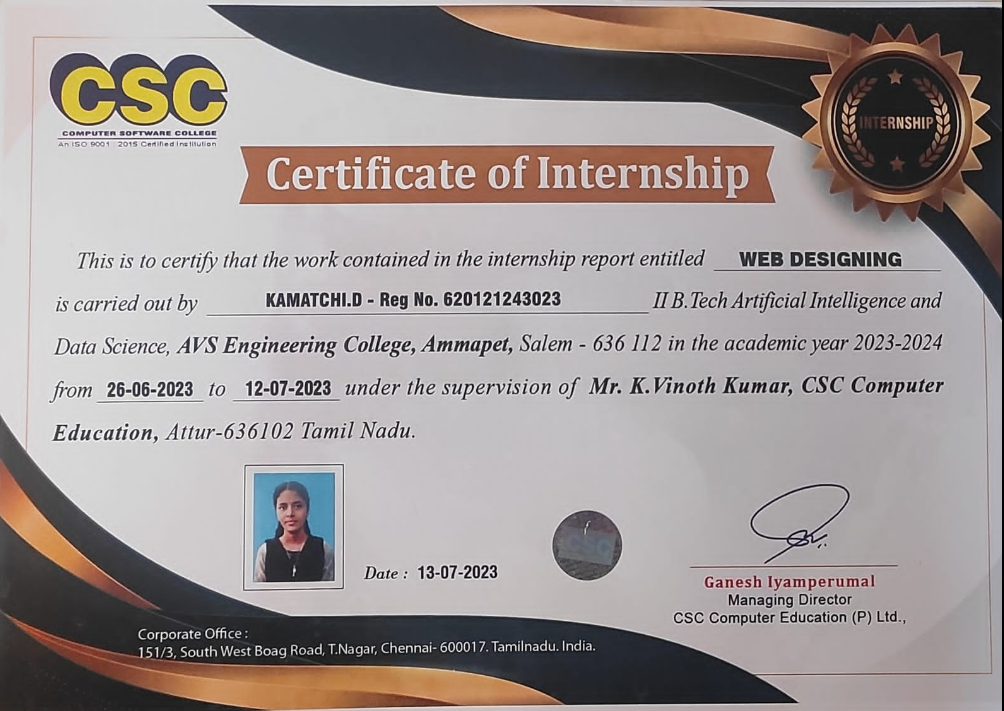 CSC
COMPUTER SOFTWARE COLLEGE
An ISO 9001 : 2015 Certified Institution
INTERNSHIP
Certificate of Internship
This is to certify that the work contained in the internship report entitled WEB DESIGNING
is carried out by KAMATCHI.D - Reg No. 620121243023 II B.Tech Artificial Intelligence and
Data Science, AVS Engineering College, Ammapet, Salem - 636 112 in the academic year 2023-2024
from 26-06-2023 to 12-07-2023 under the supervision of Mr. K.Vinoth Kumar, CSC Computer
Education, Attur-636102 Tamil Nadu.
CSC
Date : 13-07-2023
Ganesh Iyamperumal
Managing Director
CSC Computer Education (P) Ltd.,
Corporate Office :
151/3, South West Boag Road, T.Nagar, Chennai- 600017. Tamilnadu. India.